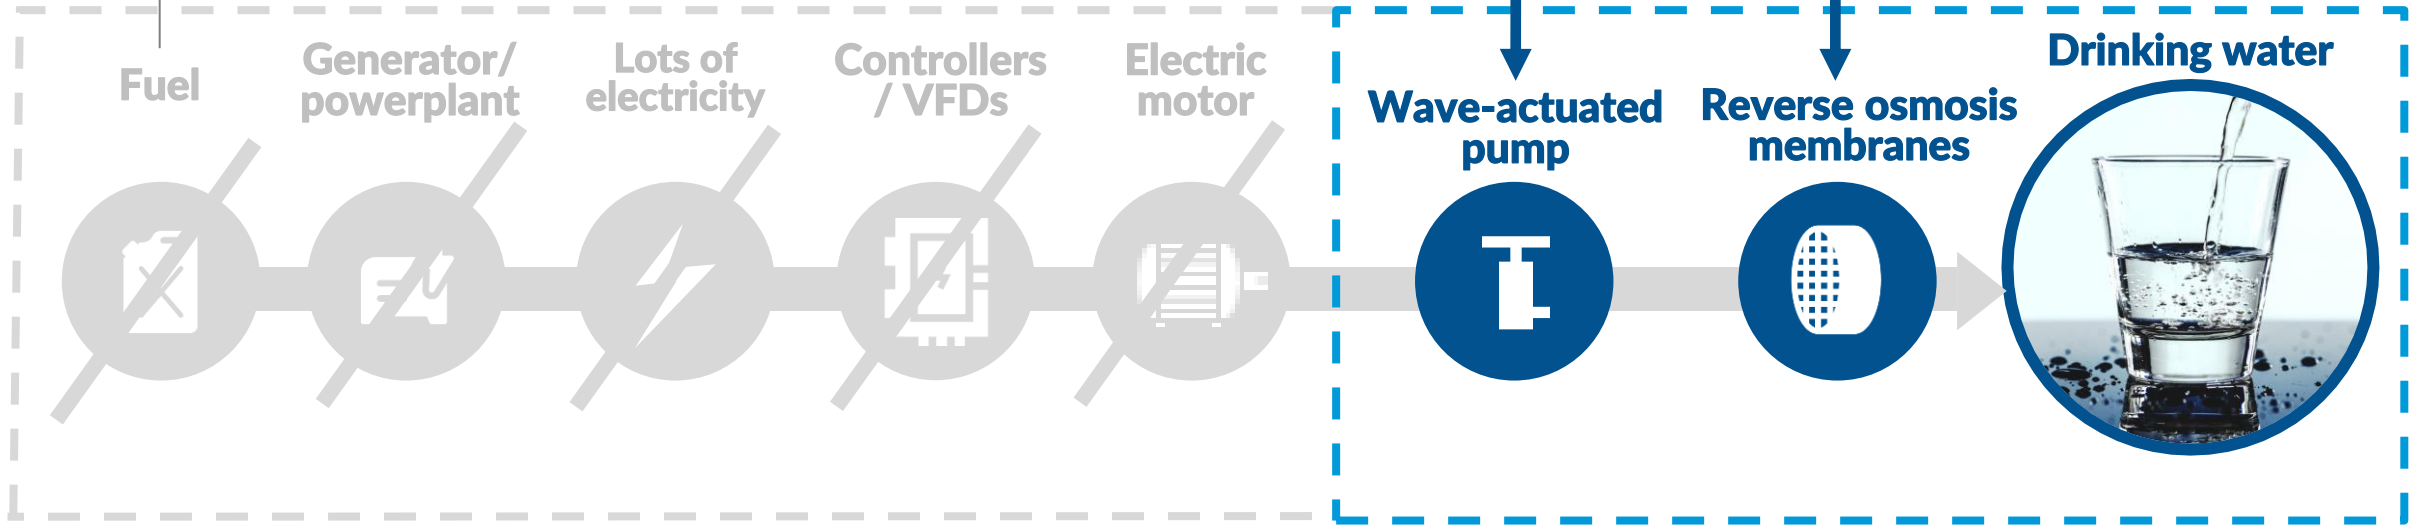 Fuel
Generator/
powerplant
Lots of
electricity
Controllers
/ VFDs
Electric
motor
Wave-actuated
pump
Reverse osmosis
membranes
Drinking water